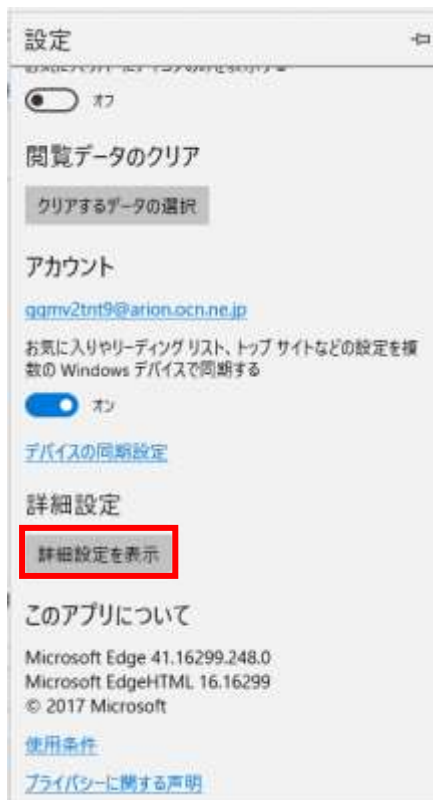 設定
オフ
閲覧データのクリア
クリアするデータの選択
アカウント
gqmv2tnt9@arion.ocn.ne.jp
お気に入りやリーディング リスト、トップ サイトなどの設定を複
数の Windows デバイスで同期する
オン
デバイスの同期設定
詳細設定
詳細設定を表示
このアプリについて
Microsoft Edge 41.16299.248.0
Microsoft EdgeHTML 16.16299
© 2017 Microsoft
使用条件
プライバシーに関する声明